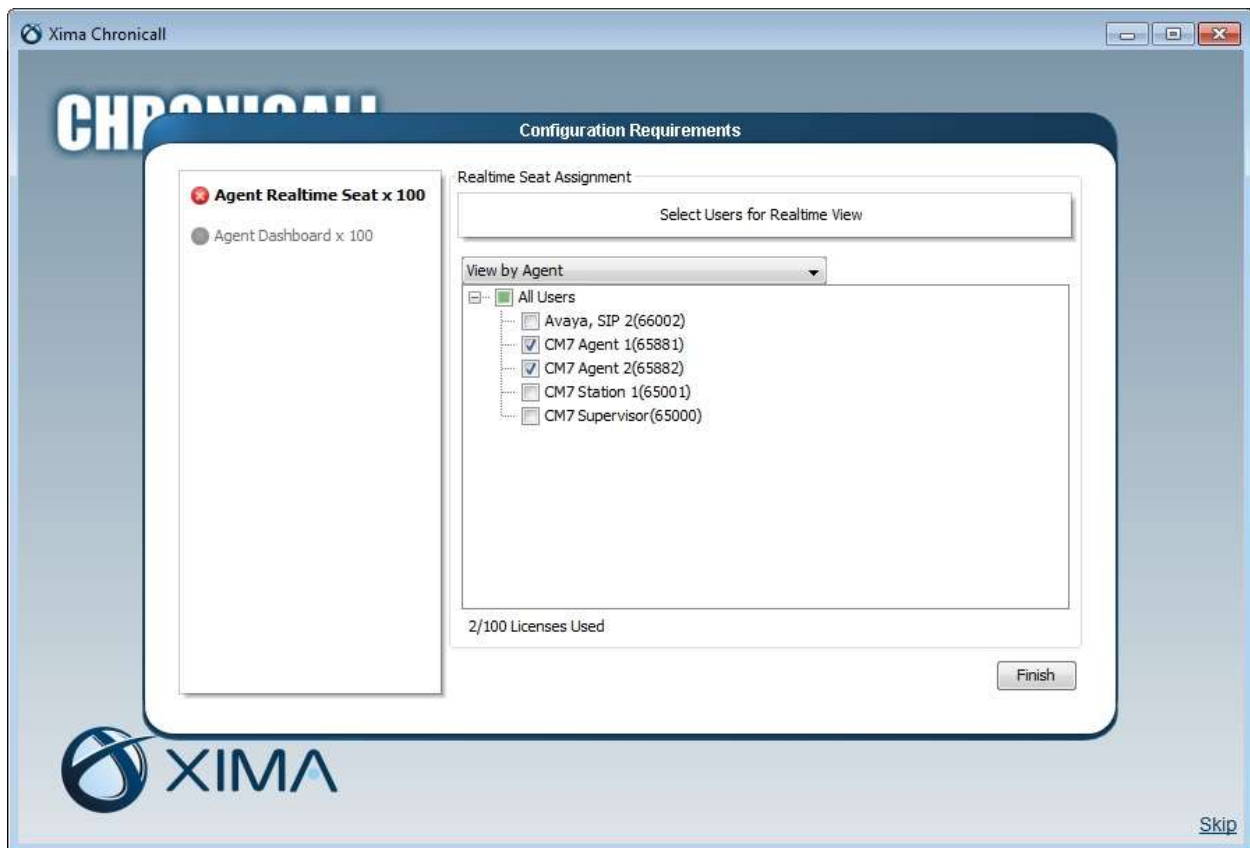 Xima Chronicall
CHRONICALL
Configuration Requirements
Agent Realtime Seat x 100
Agent Dashboard x 100
Realtime Seat Assignment
Select Users for Realtime View
View by Agent
All Users
Avaya, SIP 2(66002)
CM7 Agent 1(65881)
CM7 Agent 2(65882)
CM7 Station 1(65001)
CM7 Supervisor(65000)
2/100 Licenses Used
Finish
XIMA
Skip